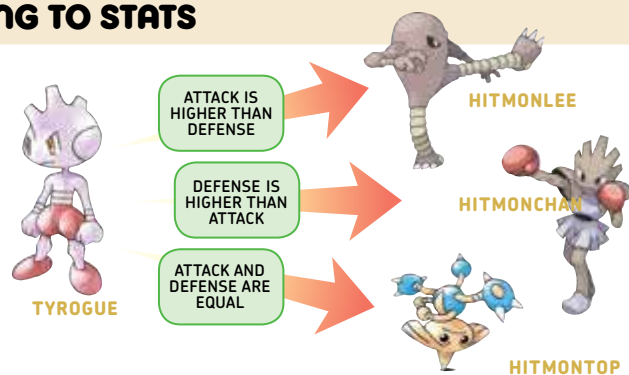 NG TO STATS
ATTACK IS
HIGHER THAN
DEFENSE
HITMONLEE
DEFENSE IS
HIGHER THAN
ATTACK
HITMONCHAN
ATTACK AND
DEFENSE ARE
EQUAL
TYROGUE
HITMONTOP